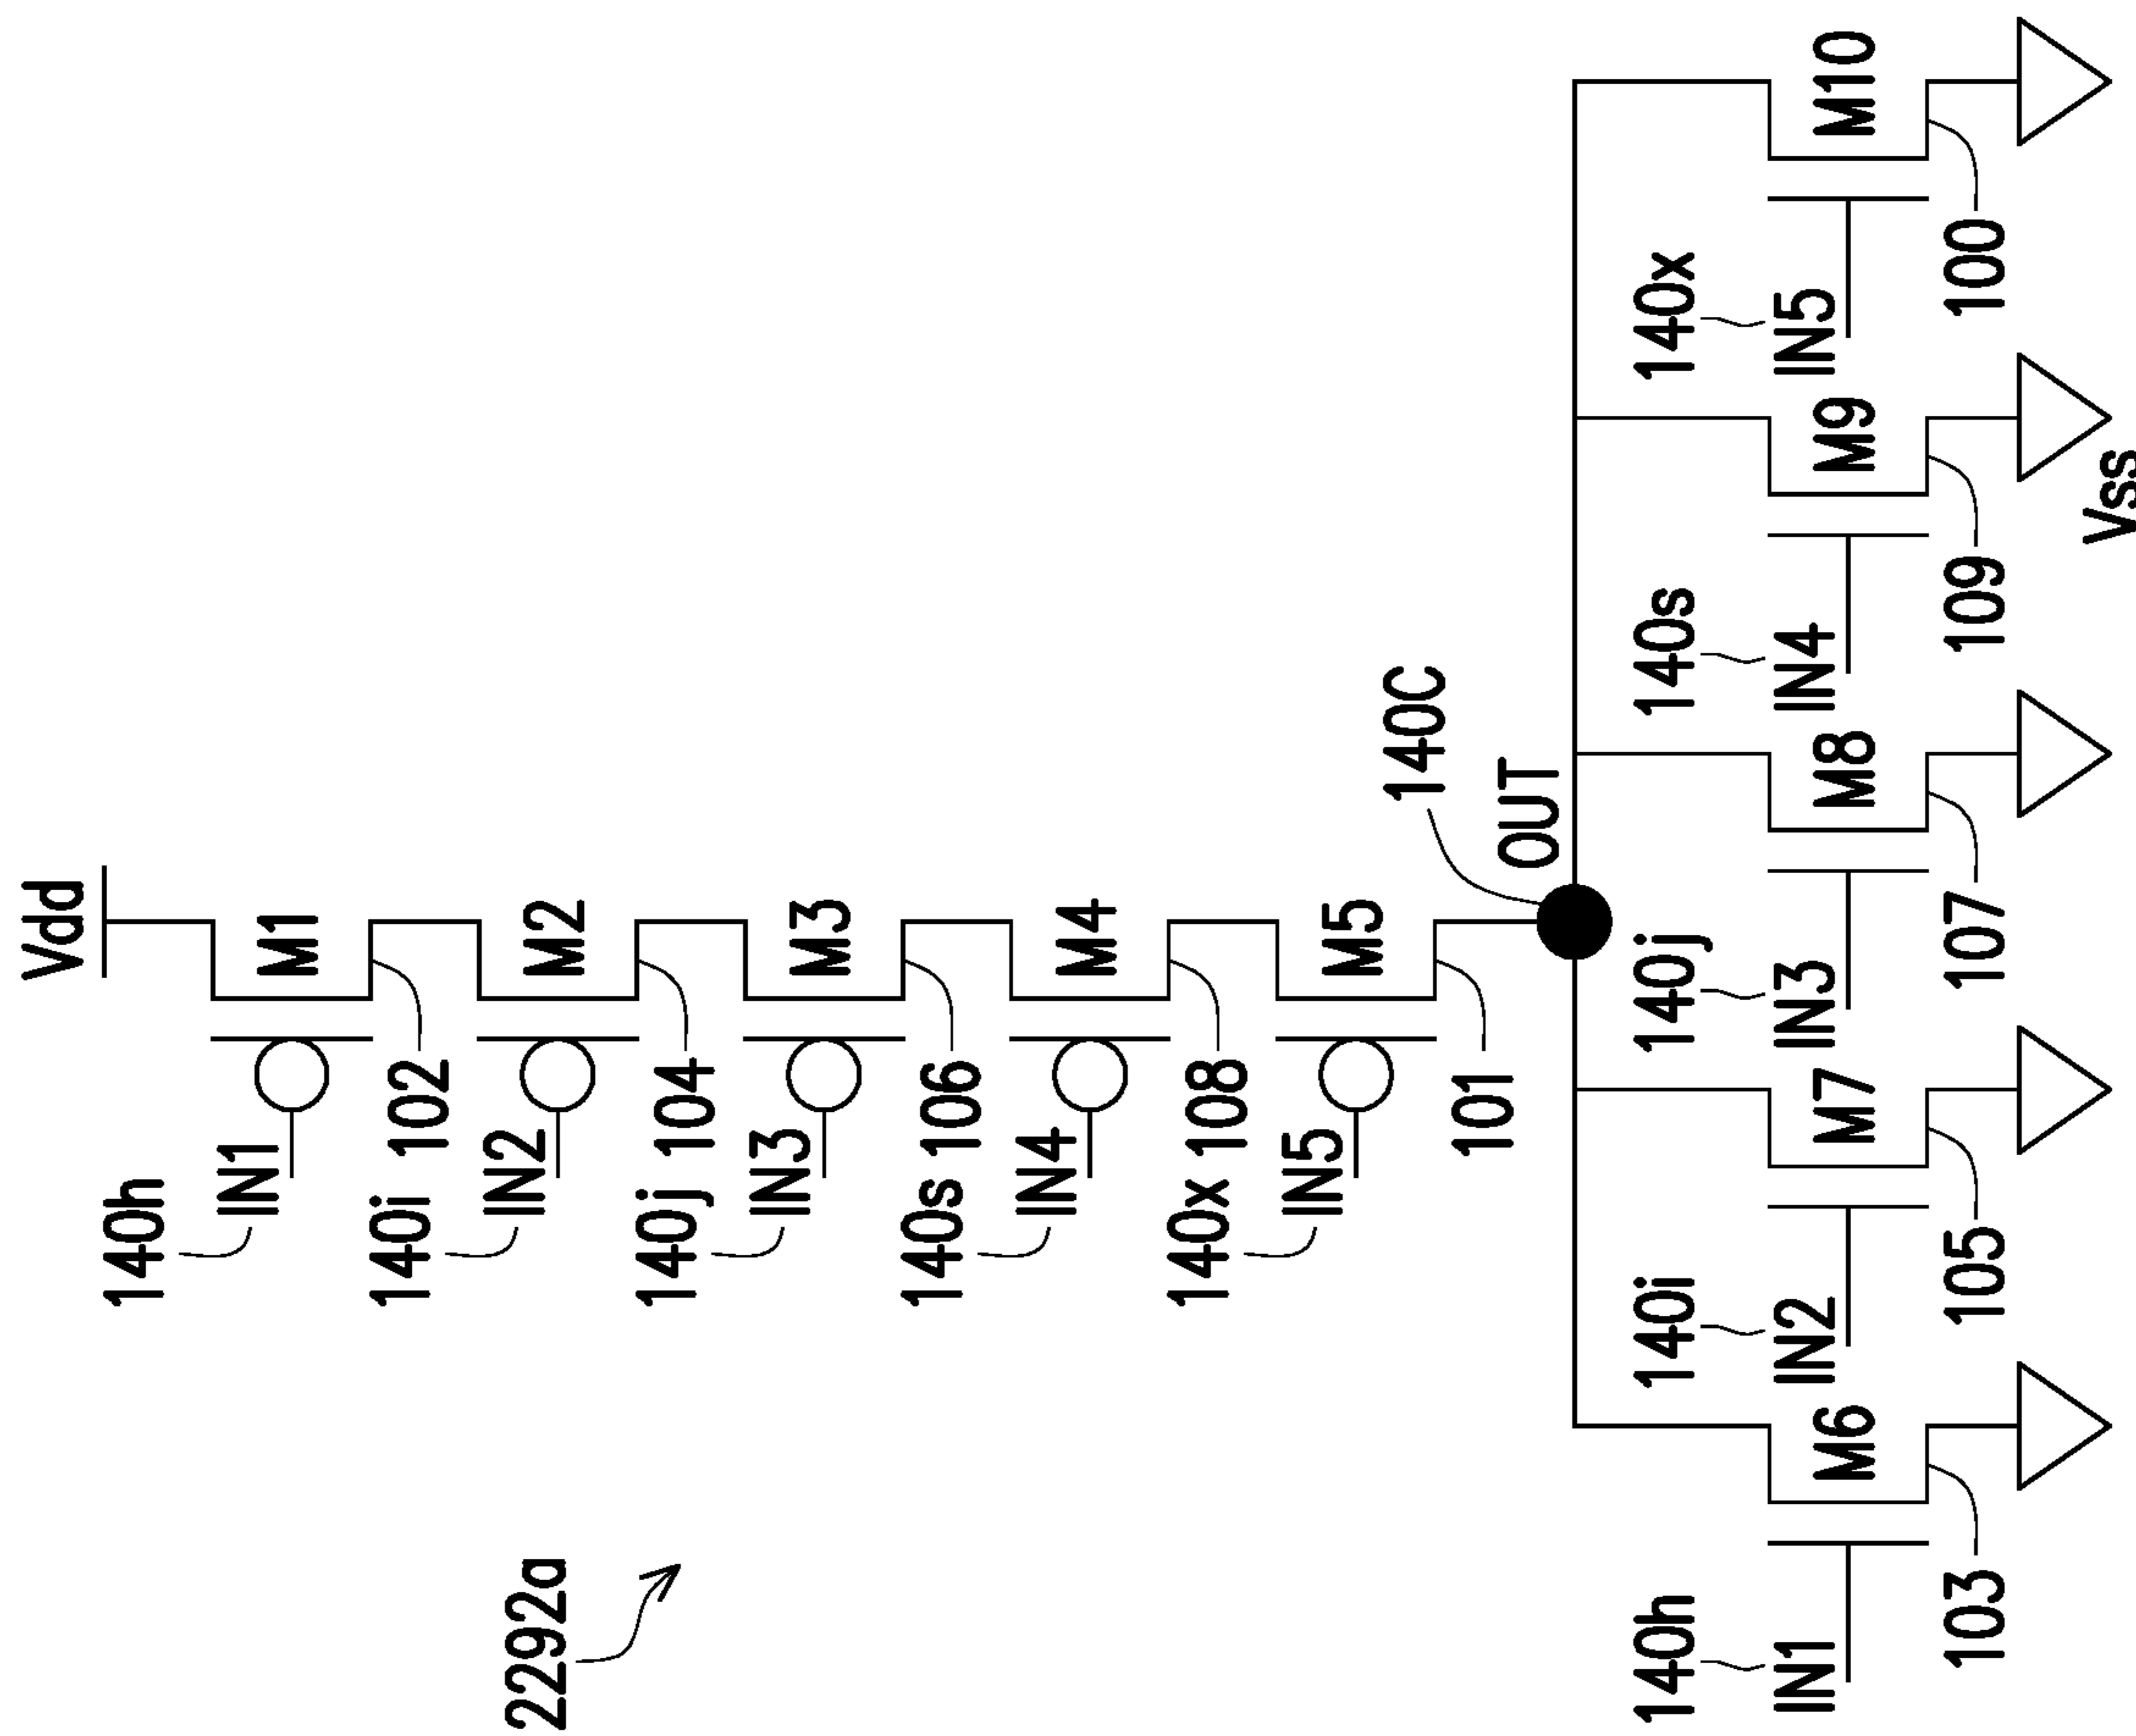 Vdd
140h
IN1
M1
102
140i
IN2
M2
104
140j
IN3
M3
106
140s
IN4
M4
108
140x
IN5
M5
101
2292a
140C
OUT
140h
IN1
M6
103
140i
IN2
M7
105
140j
IN3
M8
107
140s
IN4
M9
109
140x
IN5
M10
100
Vss